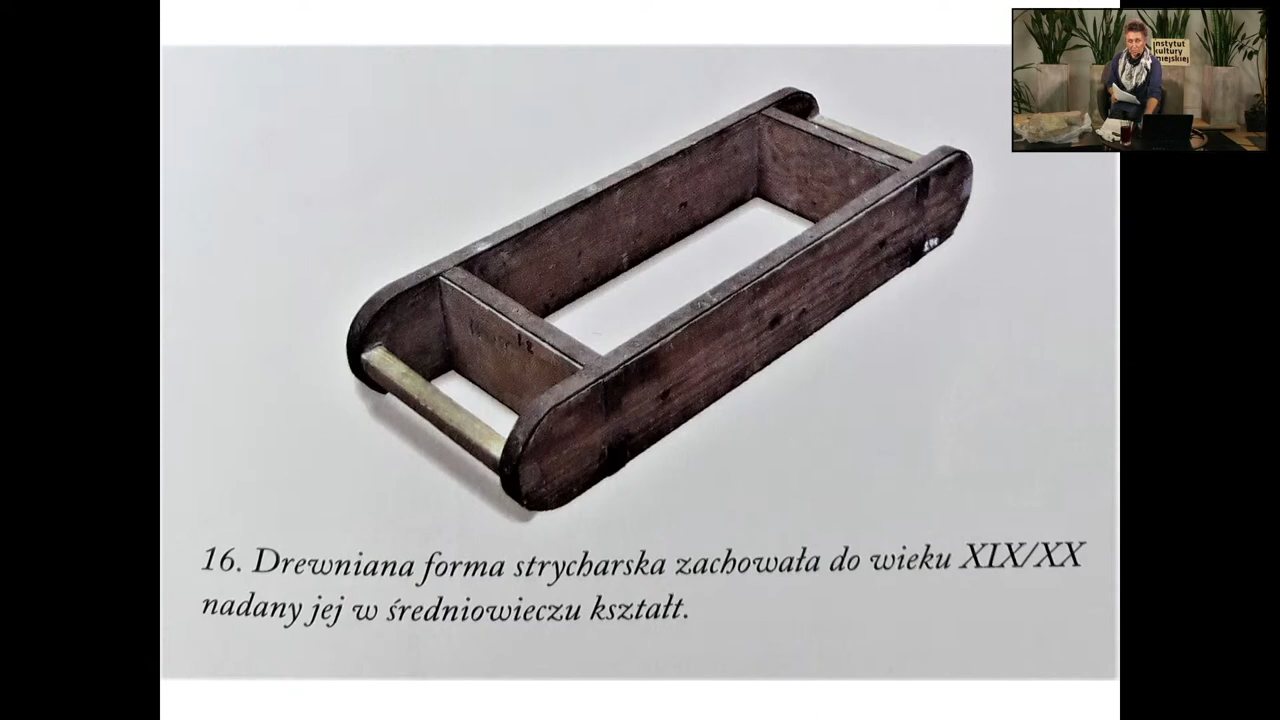 instytut
kultury
miejskiej
16. Drewniana forma strycharska zachowała do wieku XIX/XX
nadany jej w średniowieczu kształt.